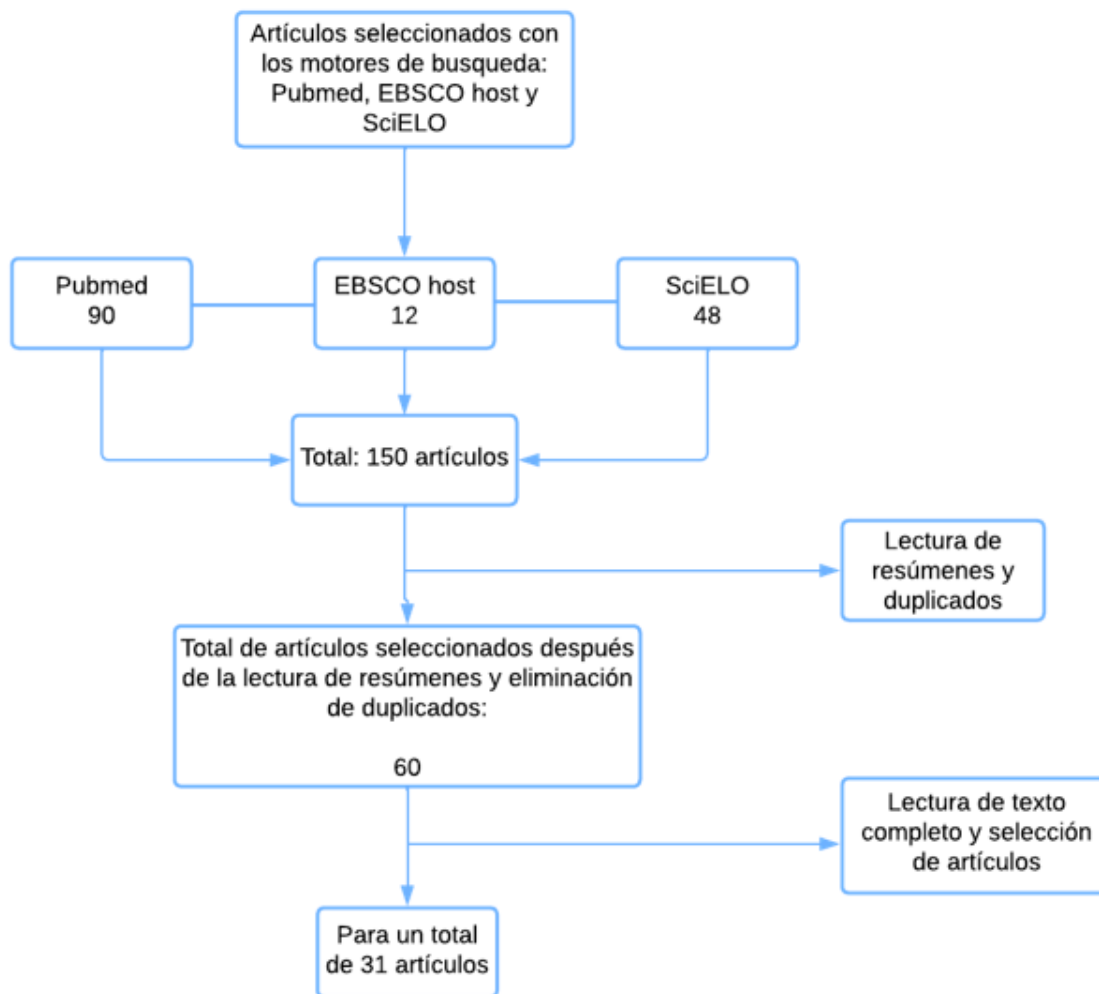 Artículos seleccionados con
los motores de busqueda:
Pubmed, EBSCO host y
SciELO
Pubmed
90
EBSCO host
12
SciELO
48
Total: 150 artículos
Lectura de
resúmenes y
duplicados
Total de artículos seleccionados después
de la lectura de resúmenes y eliminación
de duplicados:
60
Lectura de texto
completo y selección
de artículos
Para un total
de 31 artículos